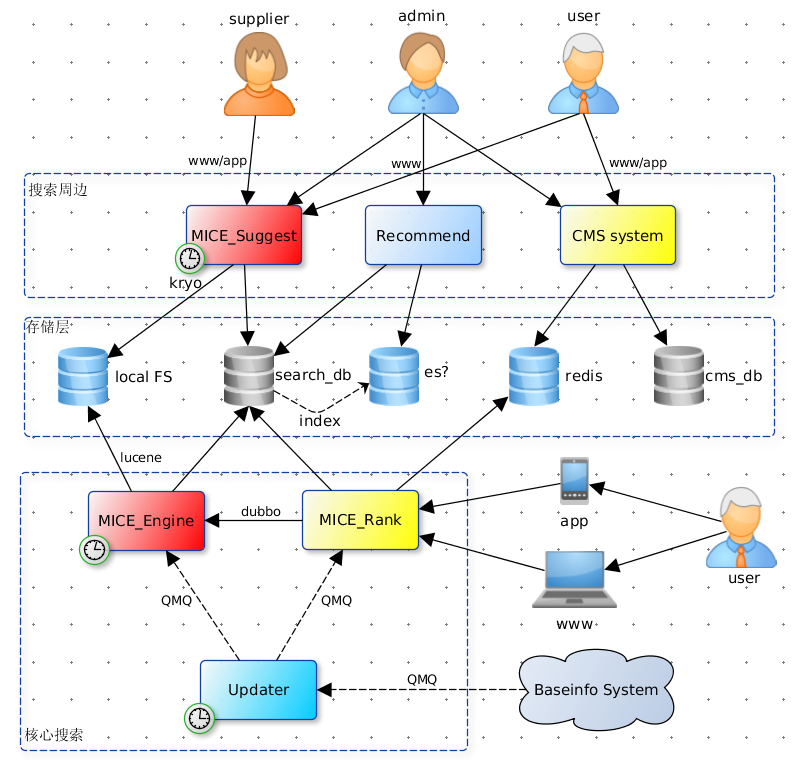 supplier
admin
user
www/app
www
www/app
搜索周边
MICE_Suggest
Recommend
CMS system
kryo
存储层
local FS
search_db
es?
redis
cms_db
index
lucene
MICE_Engine
dubbo
MICE_Rank
app
user
www
QMQ
QMQ
Updater
QMQ
Baseinfo System
核心搜索